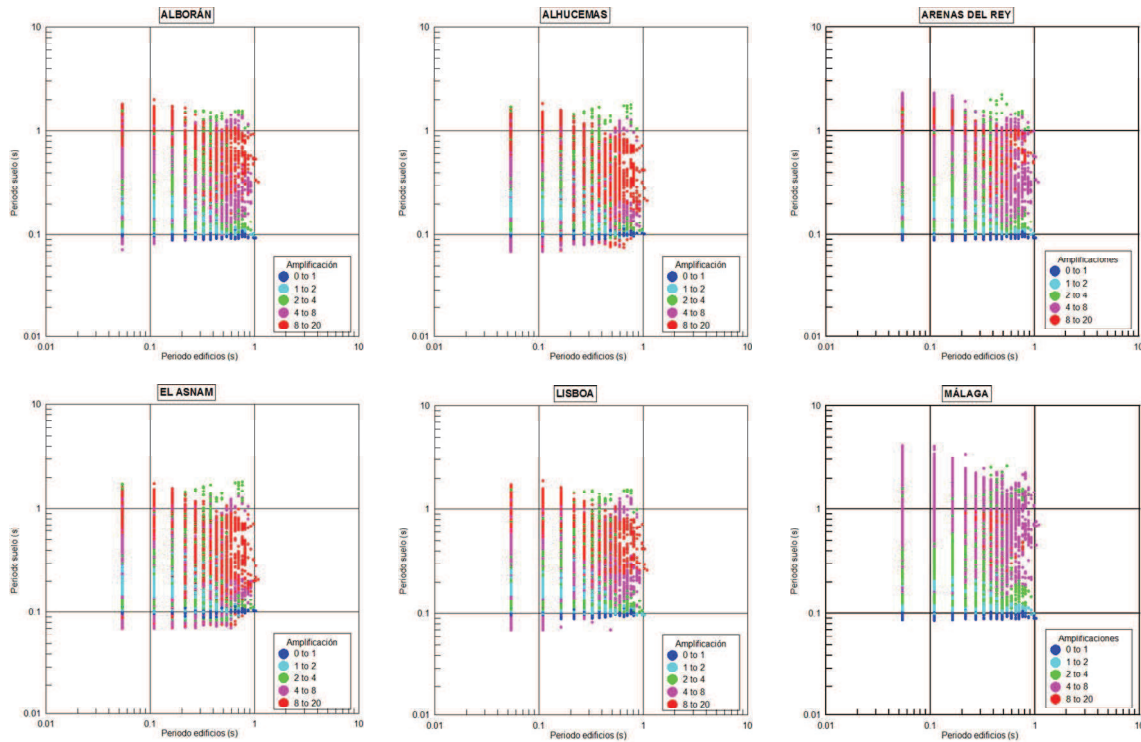 ALBORÁN
10
1
0.1
0.01
Periodo suelo (s)
0.01 0.1 1 10
Periodo edificios (s)
Amplificación
0 to 1
1 to 2
2 to 4
4 to 8
8 to 20
ALHUCEMAS
10
1
0.1
0.01
Periodo suelo (s)
0.01 0.1 1 10
Periodo edificios (s)
Amplificación
0 to 1
1 to 2
2 to 4
4 to 8
8 to 20
ARENAS DEL REY
10
1
0.1
0.01
Periodo suelo (s)
0.01 0.1 1 10
Periodo edificios (s)
Amplificaciones
0 to 1
1 to 2
2 to 4
4 to 8
8 to 20
EL ASNAM
10
1
0.1
0.01
Periodo suelo (s)
0.01 0.1 1 10
Periodo edificios (s)
Amplificación
0 to 1
1 to 2
2 to 4
4 to 8
8 to 20
LISBOA
10
1
0.1
0.01
Periodo suelo (s)
0.01 0.1 1 10
Periodo edificios (s)
Amplificación
0 to 1
1 to 2
2 to 4
4 to 8
8 to 20
MÁLAGA
10
1
0.1
0.01
Periodo suelo (s)
0.01 0.1 1 10
Periodo edificios (s)
Amplificaciones
0 to 1
1 to 2
2 to 4
4 to 8
8 to 20